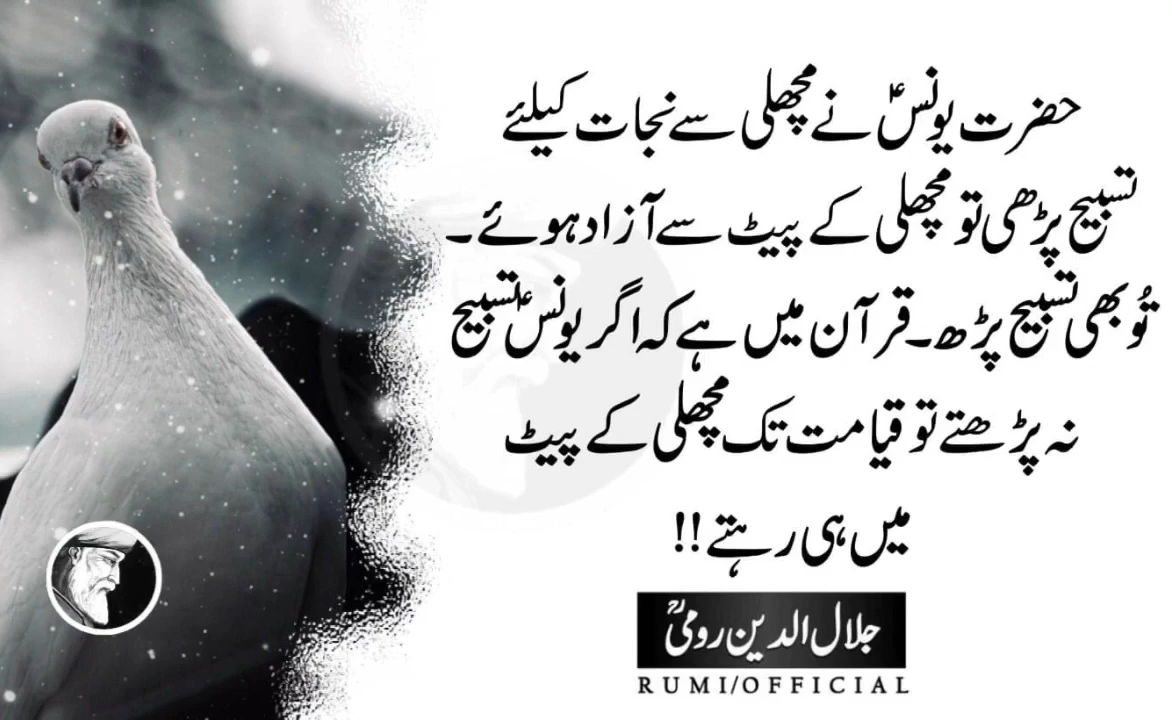 حضرت یونسؑ نے مچھلی سے نجات کیلئے
تسبیح پڑھی تو مچھلی کے پیٹ سے آزاد ہوئے۔
تُو بھی تسبیح پڑھ۔ قرآن میں ہے کہ اگر یونسؑ تسبیح
نہ پڑھتے تو قیامت تک مچھلی کے پیٹ
میں ہی رہتے !!
جلال الدین رومیؒ
RUMI/OFFICIAL